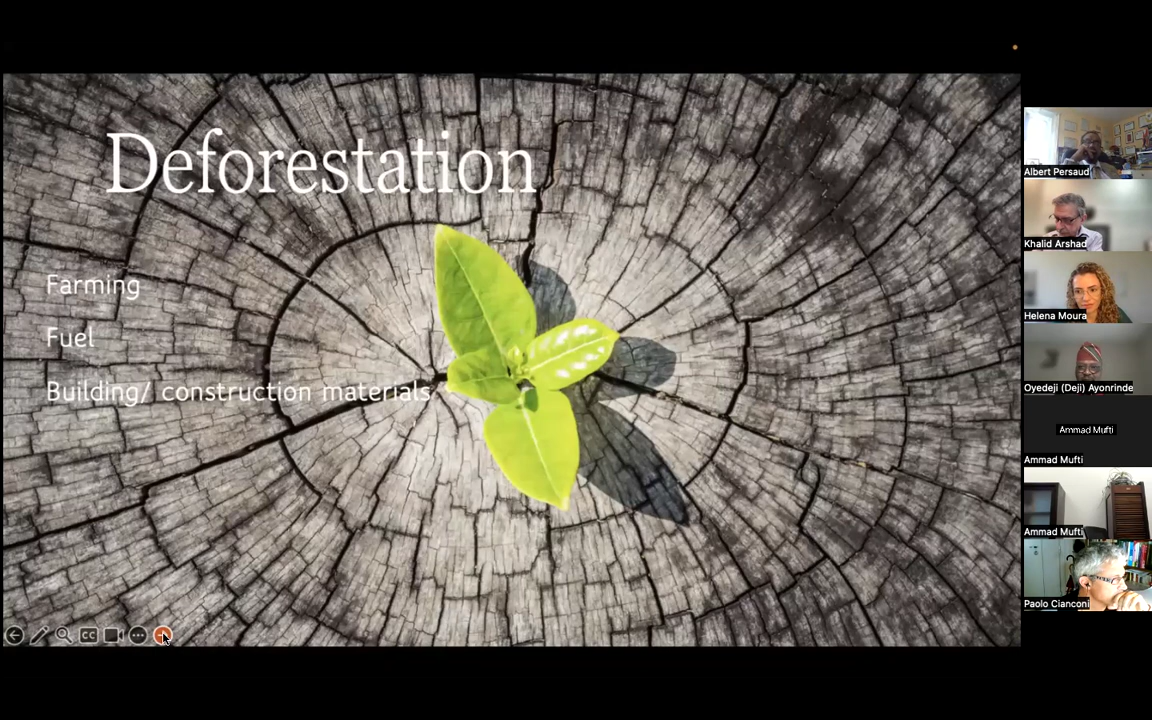 Deforestation
Farming
Fuel
Building/ construction materials
CC
Albert Persaud
Khalid Arshad
Helena Moura
Oyedeji (Deji) Ayonrinde
Ammad Mufti
Ammad Mufti
Ammad Mufti
Paolo Cianconi